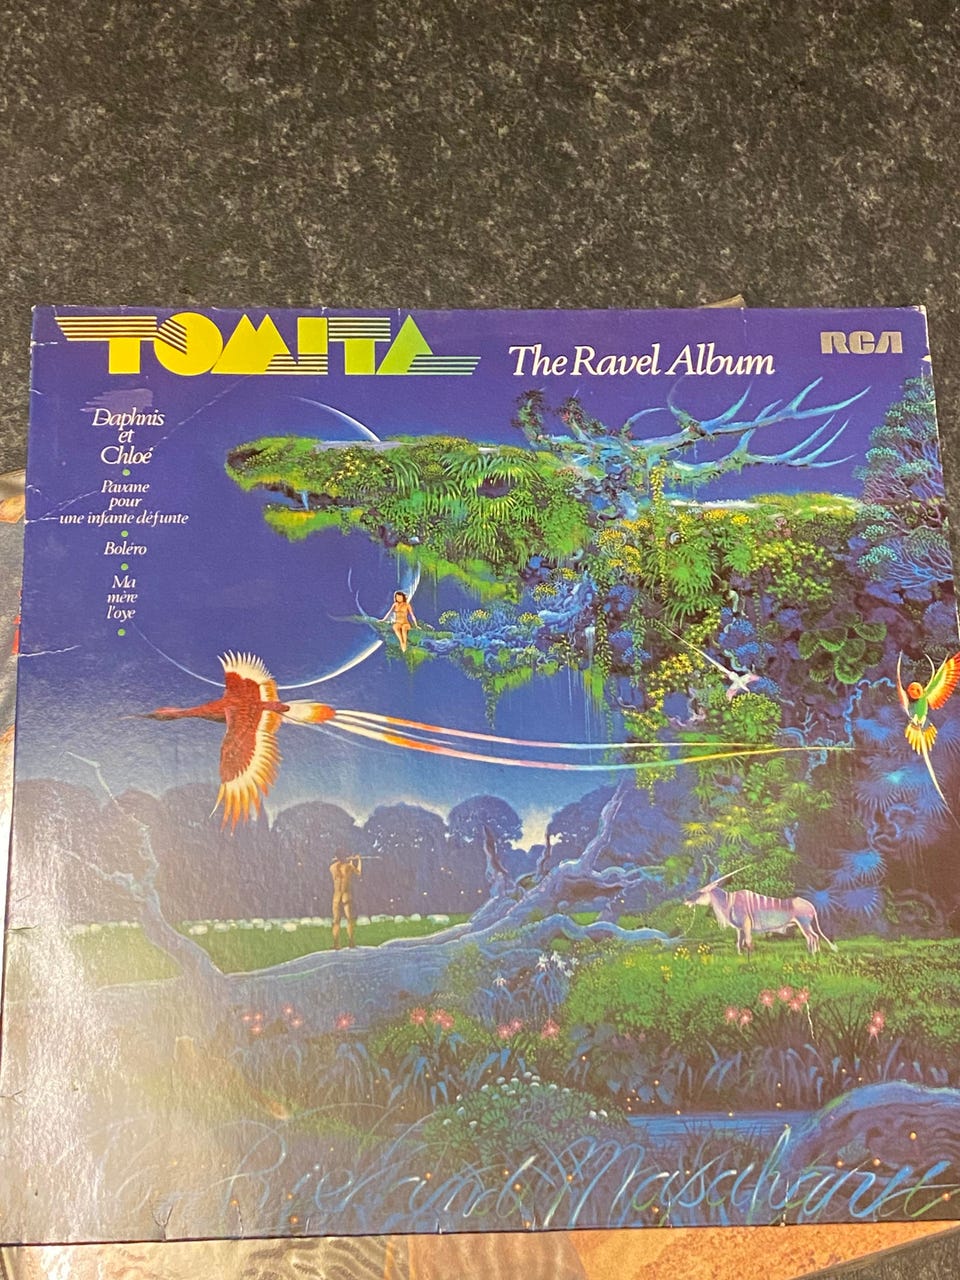 TOMITA
The Ravel Album
RCA
Daphnis
et
Chloé
Pavane
pour
une infante défunte
Boléro
Ma
mère
l'oye